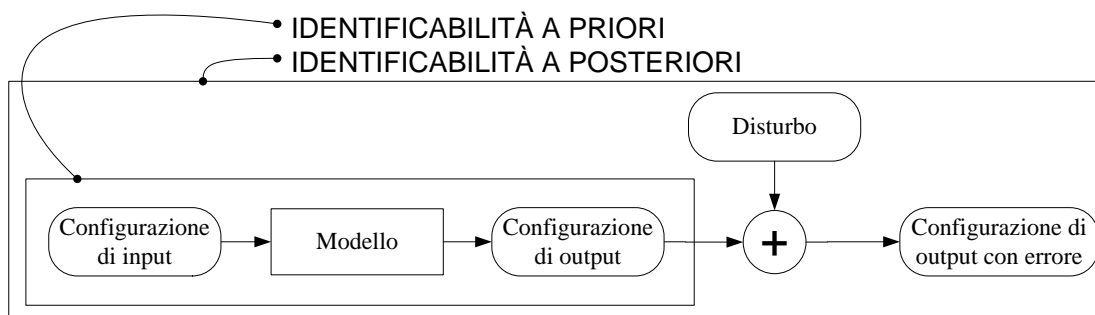 IDENTIFICABILITÀ A PRIORI
IDENTIFICABILITÀ A POSTERIORI
Disturbo
Configurazione
di input
Modello
Configurazione
di output
+
Configurazione di
output con errore